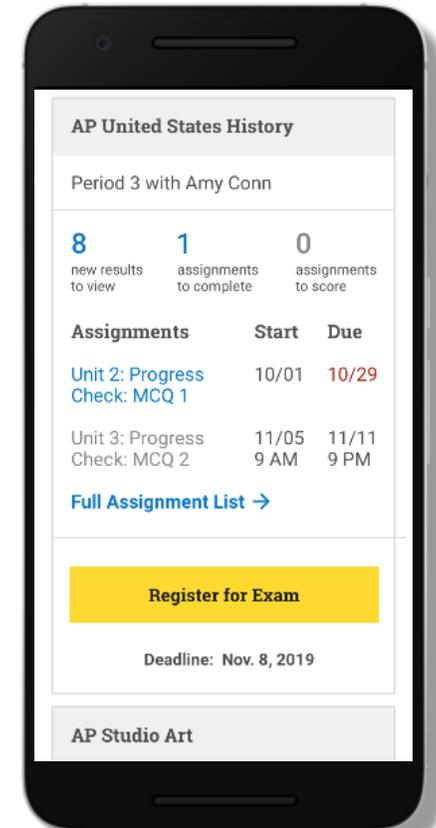 AP United States History
Period 3 with Amy Conn
8 1 0
new results assignments assignments
to view to complete to score
Assignments Start Due
Unit 2: Progress 10/01 10/29
Check: MCQ 1
Unit 3: Progress 11/05 11/11
Check: MCQ 2 9 AM 9 PM
Full Assignment List →
Register for Exam
Deadline: Nov. 8, 2019
AP Studio Art